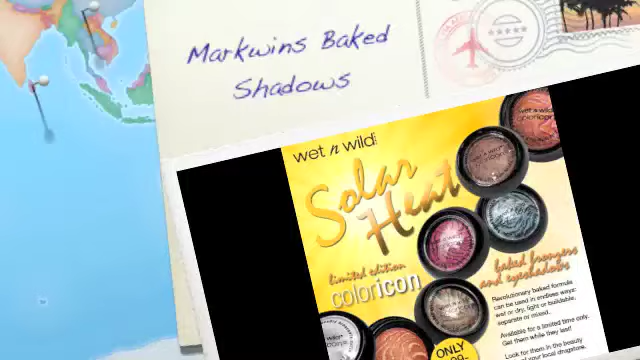 Markwins Baked
Shadows
wet n wild
Solar
Heat
limited edition
coloricon
baked bronzers
and eyeshadows
Revolutionary baked formula
can be used in endless ways:
wet or dry, light or buildable,
separate or mixed.
Available for a limited time only.
Get them while they last!
Look for them in the beauty
local drugstore.
ONLY